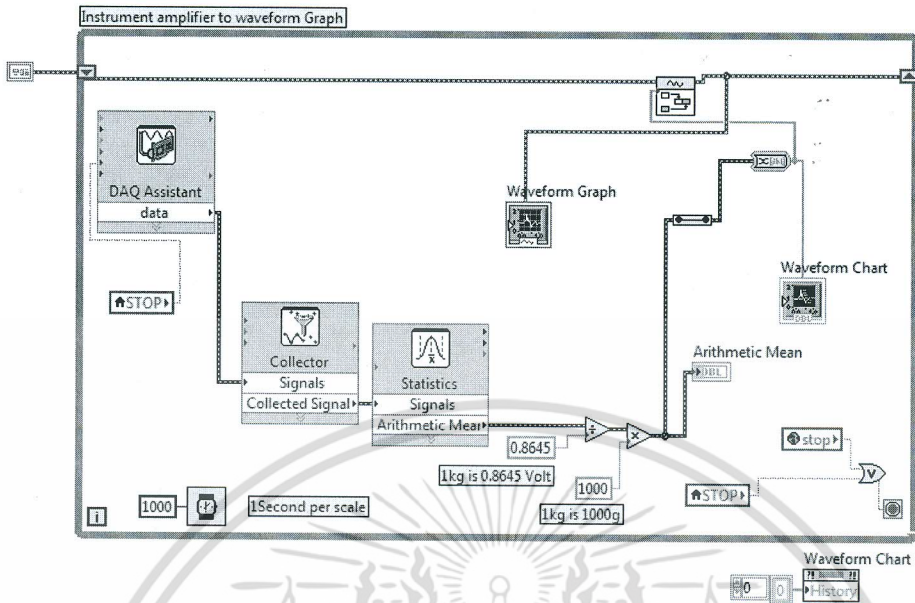 Instrument amplifier to waveform Graph
DAQ Assistant
data
STOP
Waveform Graph
Waveform Chart
DBL
Collector
Signals
Collected Signal
Statistics
Signals
Arithmetic Mear
Arithmetic Mean
DBL
0.8645
1kg is 0.8645 Volt
1000
1kg is 1000g
stop
STOP
i
1000
1Second per scale
Waveform Chart
0
0
History